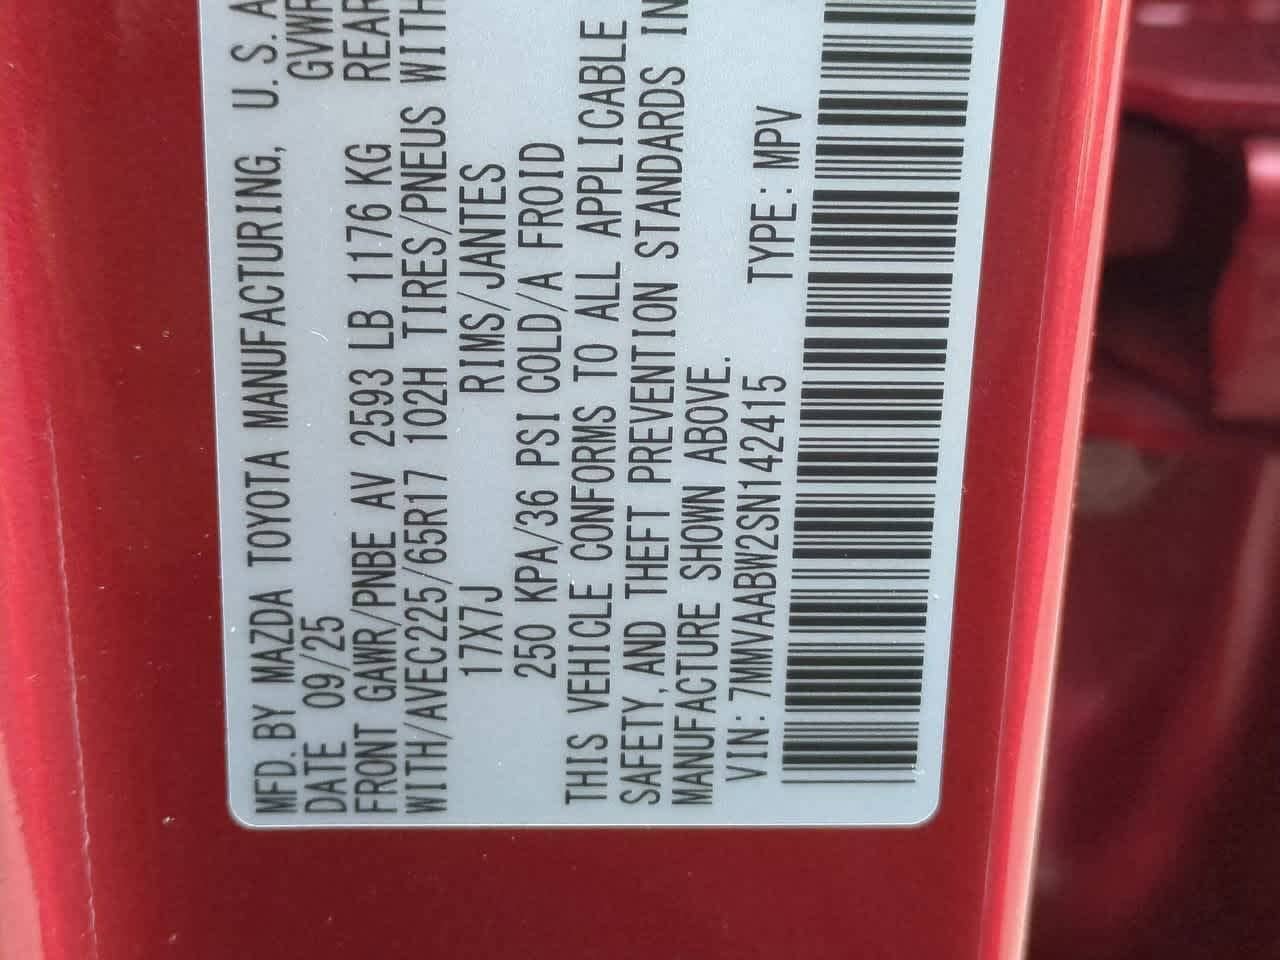 MFD. BY MAZDA TOYOTA MANUFACTURING, U.S.A
DATE 09/25 GVWR
FRONT GAWR/PNBE AV 2593 LB 1176 KG REAR
WITH/AVEC225/65R17 102H TIRES/PNEUS WITH
17X7J RIMS/JANTES
250 KPA/36 PSI COLD/A FROID
THIS VEHICLE CONFORMS TO ALL APPLICABLE
SAFETY, AND THEFT PREVENTION STANDARDS IN
MANUFACTURE SHOWN ABOVE.
VIN: 7MMVAABW2SN142415 TYPE: MPV